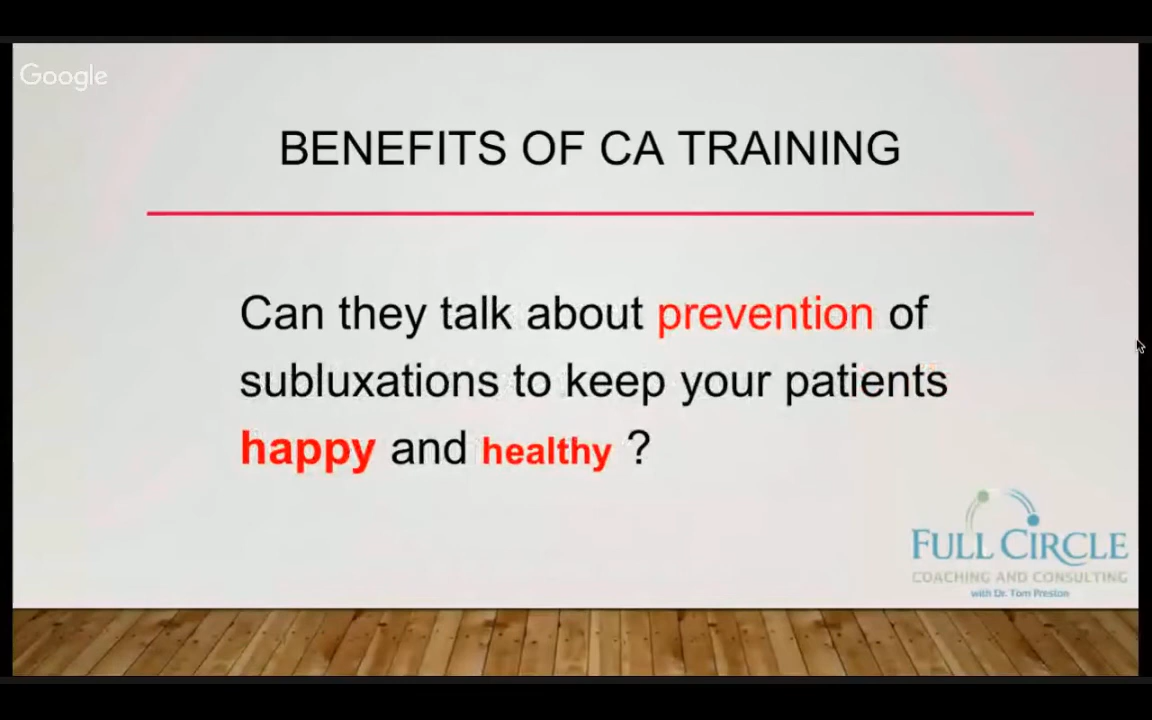 Google
BENEFITS OF CA TRAINING
Can they talk about prevention of
subluxations to keep your patients
happy and healthy ?
FULL CIRCLE
COACHING AND CONSULTING
with Dr. Tom Preston